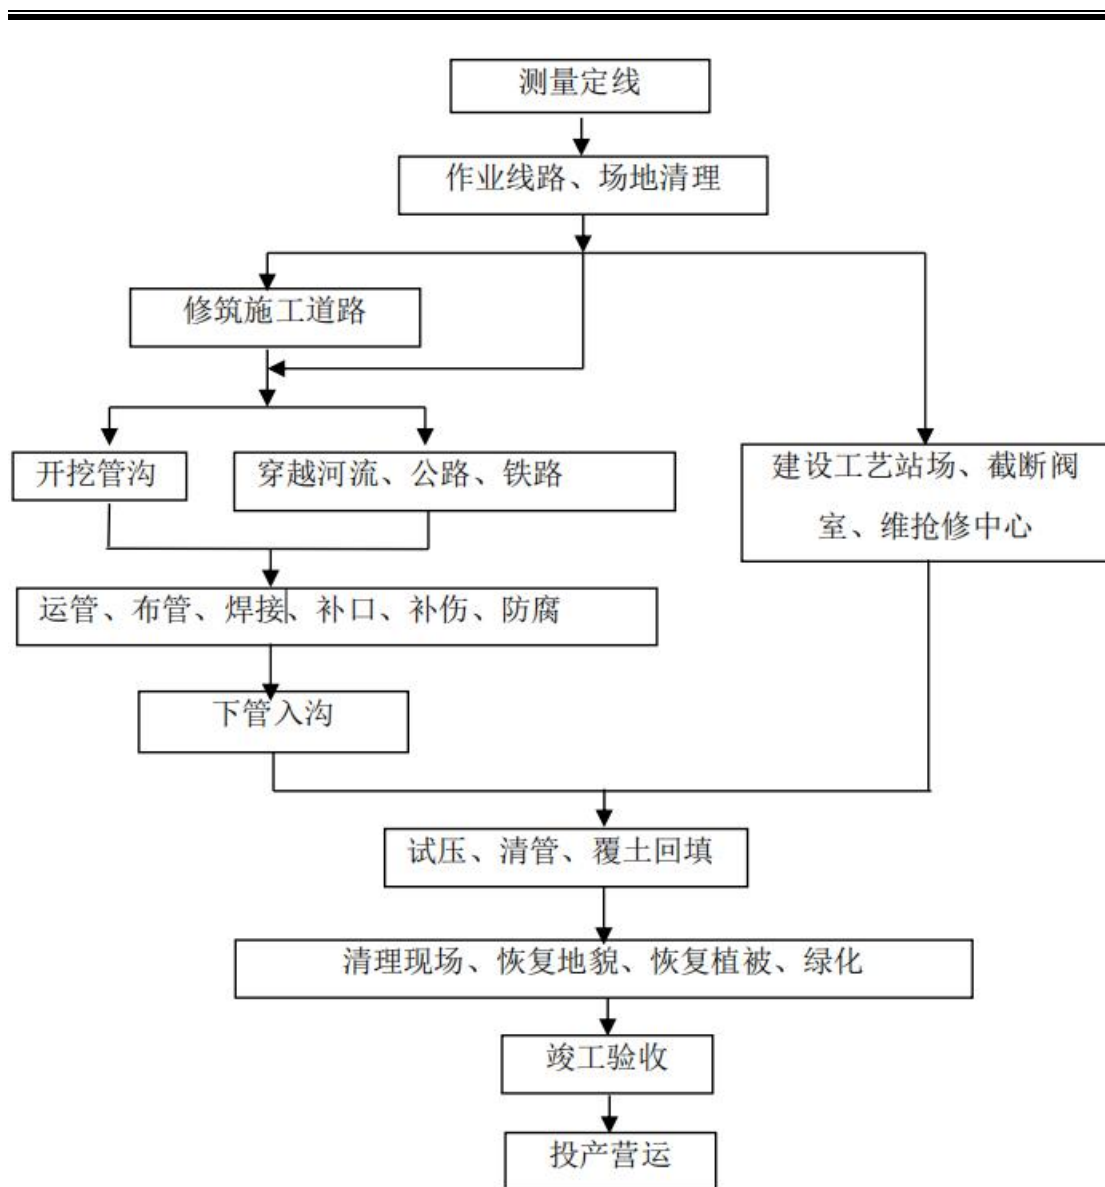 测量定线
作业线路、场地清理
修筑施工道路
开挖管沟
穿越河流、公路、铁路
建设工艺站场、截断阀
室、维抢修中心
运管、布管、焊接、补口、补伤、防腐
下管入沟
试压、清管、覆土回填
清理现场、恢复地貌、恢复植被、绿化
竣工验收
投产营运